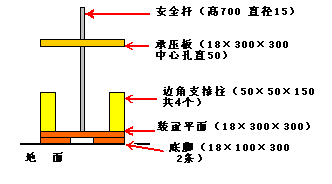 安全杆（高700 直径15）
承压板（18×300×300
中心孔直50）
边角支撑柱（50×50×150
共4个）
装置平面（18×300×300）
底脚（18×100×300
2条）
地 面